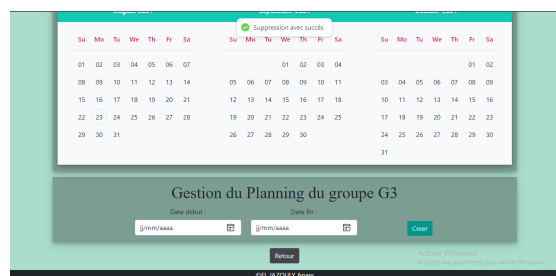 Suppression avec succés
Su Mo Tu We Th Fr Sa Su Mo Tu We Th Fr Sa Su Mo Tu We Th Fr Sa
01 02 03 04 05 06 07 01 02 03 04 01 02
08 09 10 11 12 13 14 05 06 07 08 09 10 11 03 04 05 06 07 08 09
15 16 17 18 19 20 21 12 13 14 15 16 17 18 10 11 12 13 14 15 16
22 23 24 25 26 27 28 19 20 21 22 23 24 25 17 18 19 20 21 22 23
29 30 31 26 27 28 29 30 24 25 26 27 28 29 30
31
Gestion du Planning du groupe G3
Date debut : Date fin :
jj/mm/aaaa jj/mm/aaaa Creer
Retour
Activer Windows